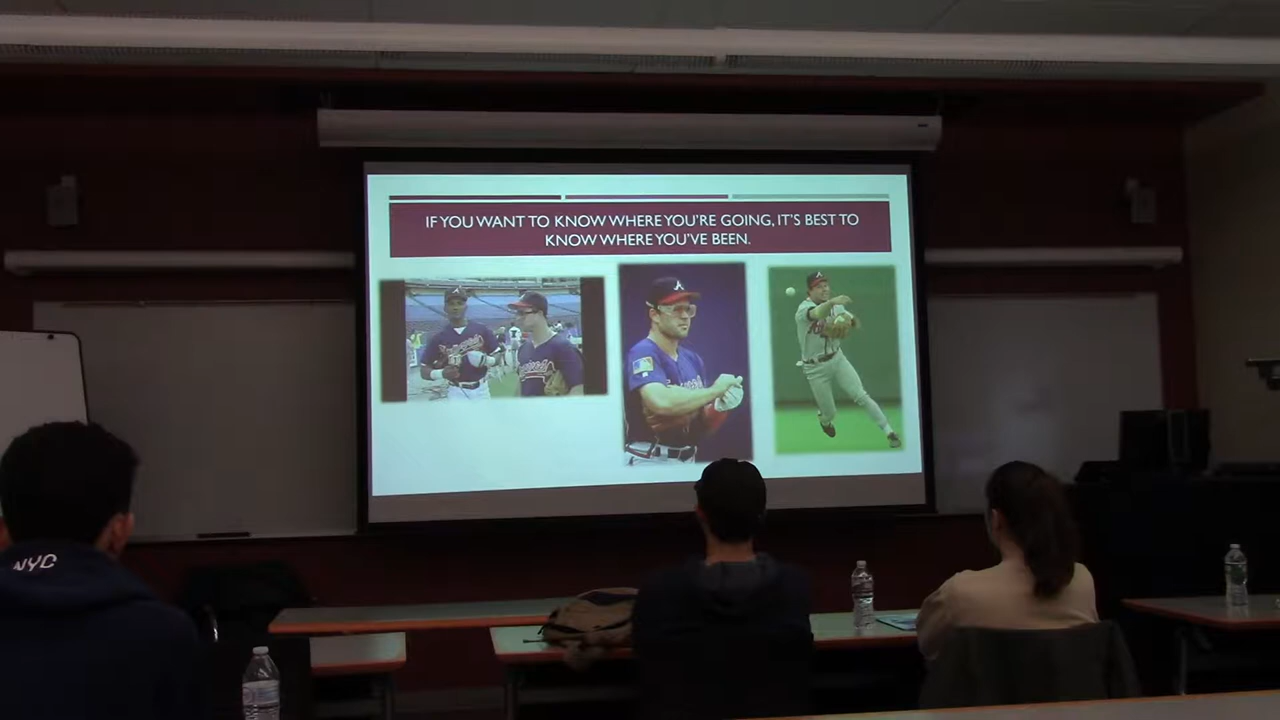 IF YOU WANT TO KNOW WHERE YOU'RE GOING, IT'S BEST TO
KNOW WHERE YOU'VE BEEN.
NYC